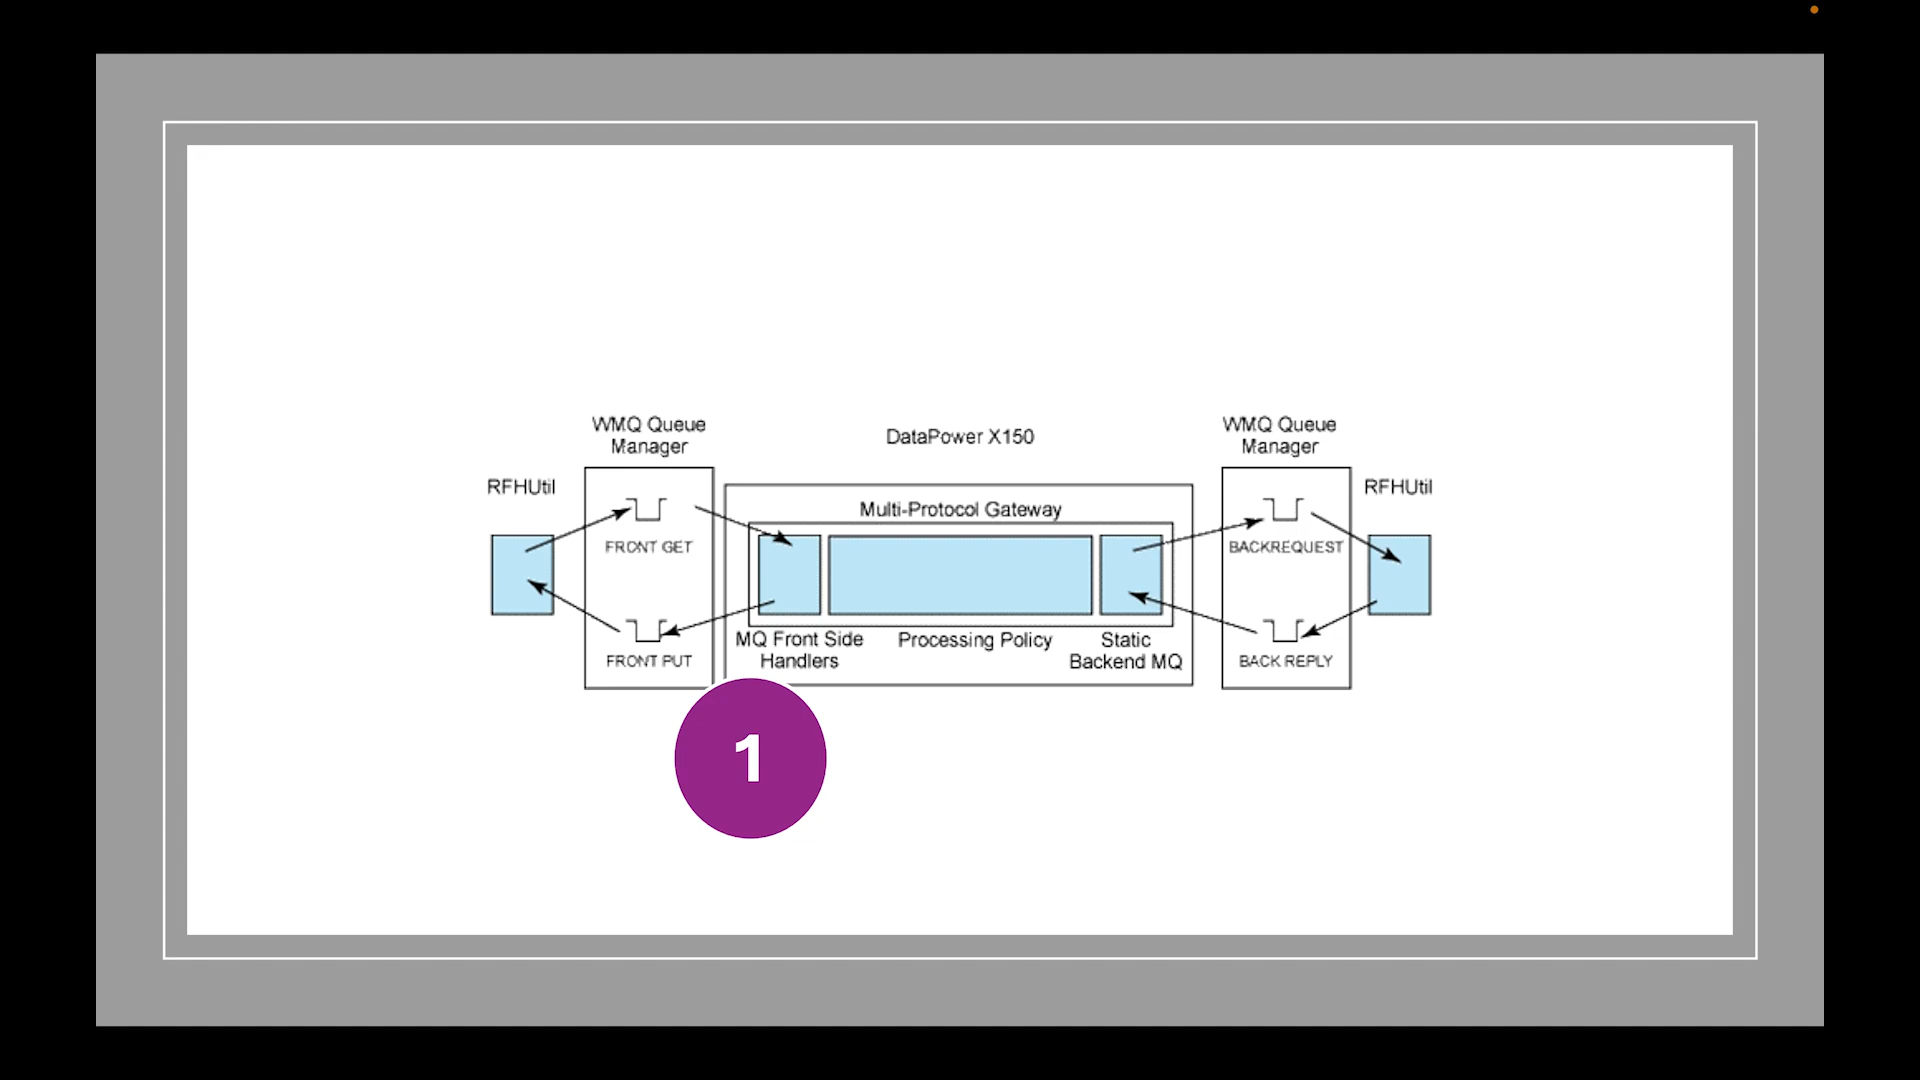 WMQ Queue
Manager
DataPower X150
WMQ Queue
Manager
RFHUtil
RFHUtil
Multi-Protocol Gateway
FRONT GET
BACKREQUEST
MQ Front Side
Handlers
Processing Policy
Static
Backend MQ
FRONT PUT
BACK REPLY
1